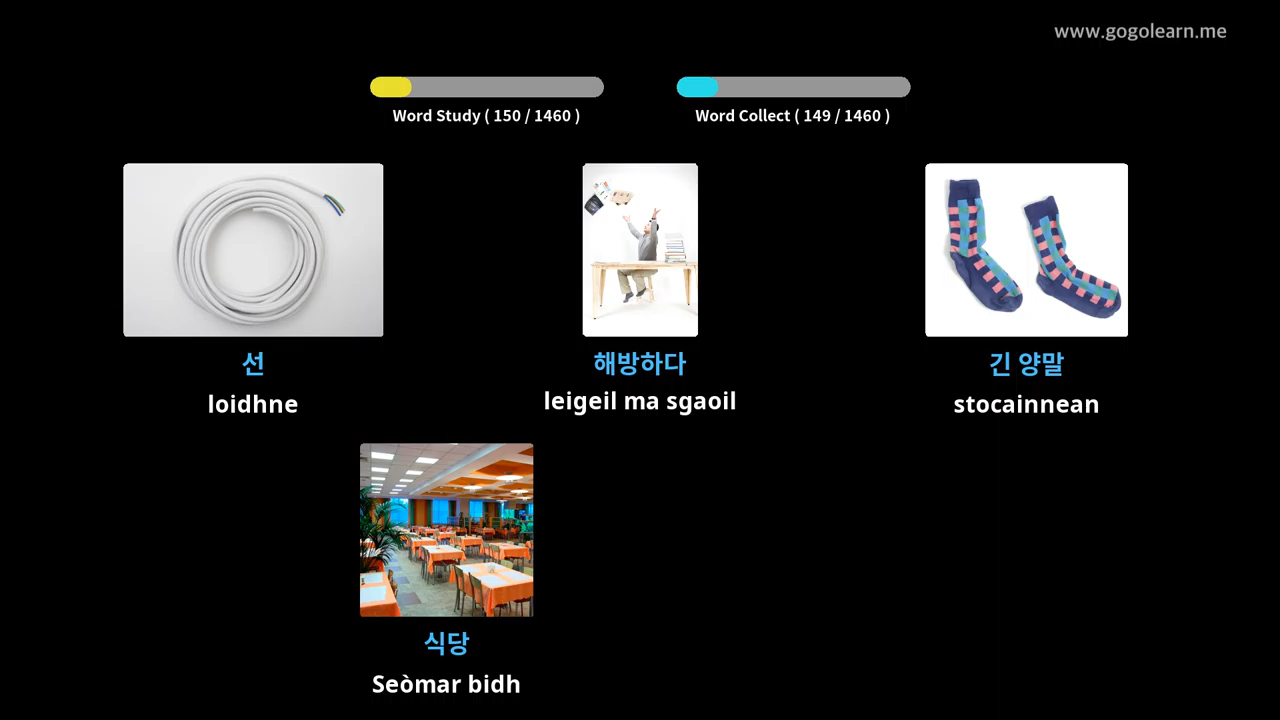 www.gogolearn.me
Word Study ( 150 / 1460 )
Word Collect ( 149 / 1460 )
선
해방하다
긴 양말
loidhne
leigeil ma sgaoil
stocainnean
식당
Seòmar bidh